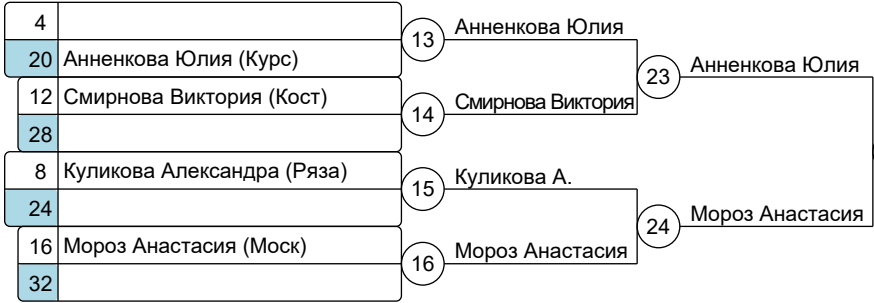 4
20 Анненкова Юлия (Курс)
12 Смирнова Виктория (Кост)
28
8 Куликова Александра (Ряза)
24
16 Мороз Анастасия (Моск)
32
13
14
15
16
Анненкова Юлия
Смирнова Виктория
Куликова А.
Мороз Анастасия
23
24
Анненкова Юлия
Мороз Анастасия